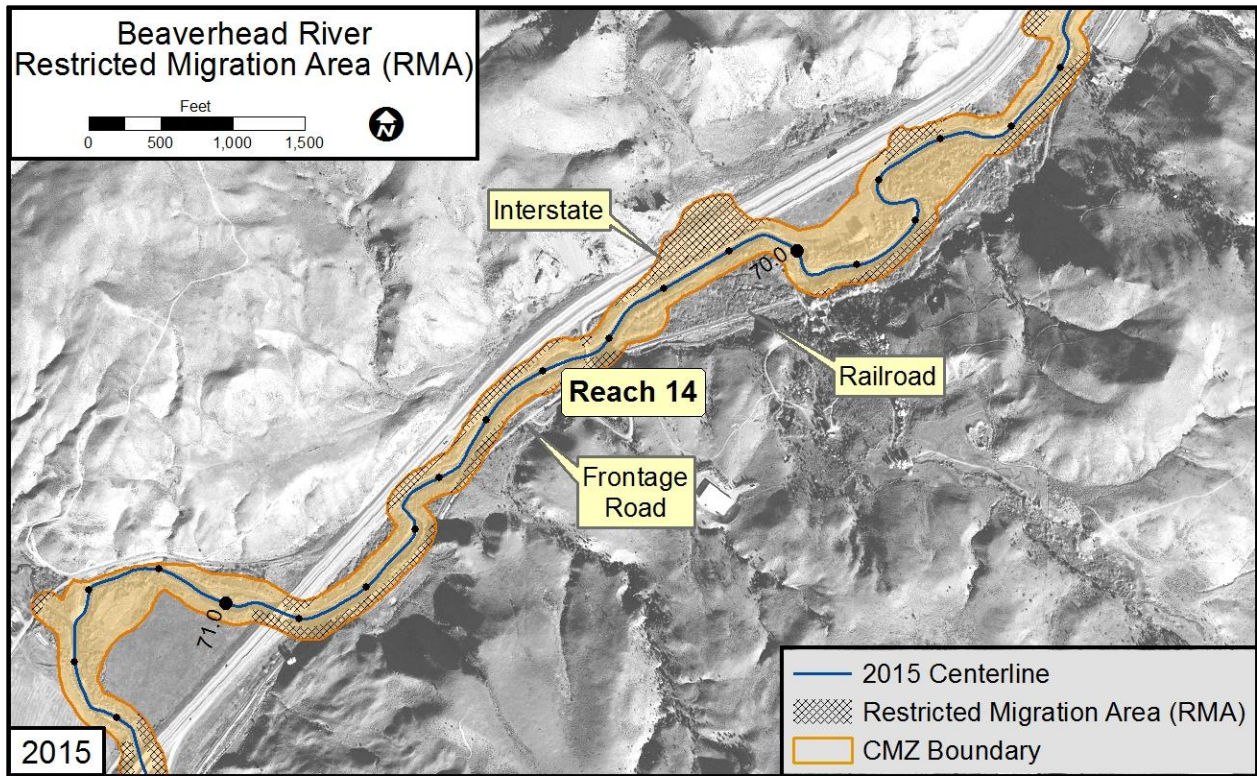 Beaverhead River
Restricted Migration Area (RMA)
Feet
0 500 1,000 1,500
N
Interstate
70.0
Railroad
Reach 14
Frontage
Road
71.0
2015
2015 Centerline
Restricted Migration Area (RMA)
CMZ Boundary